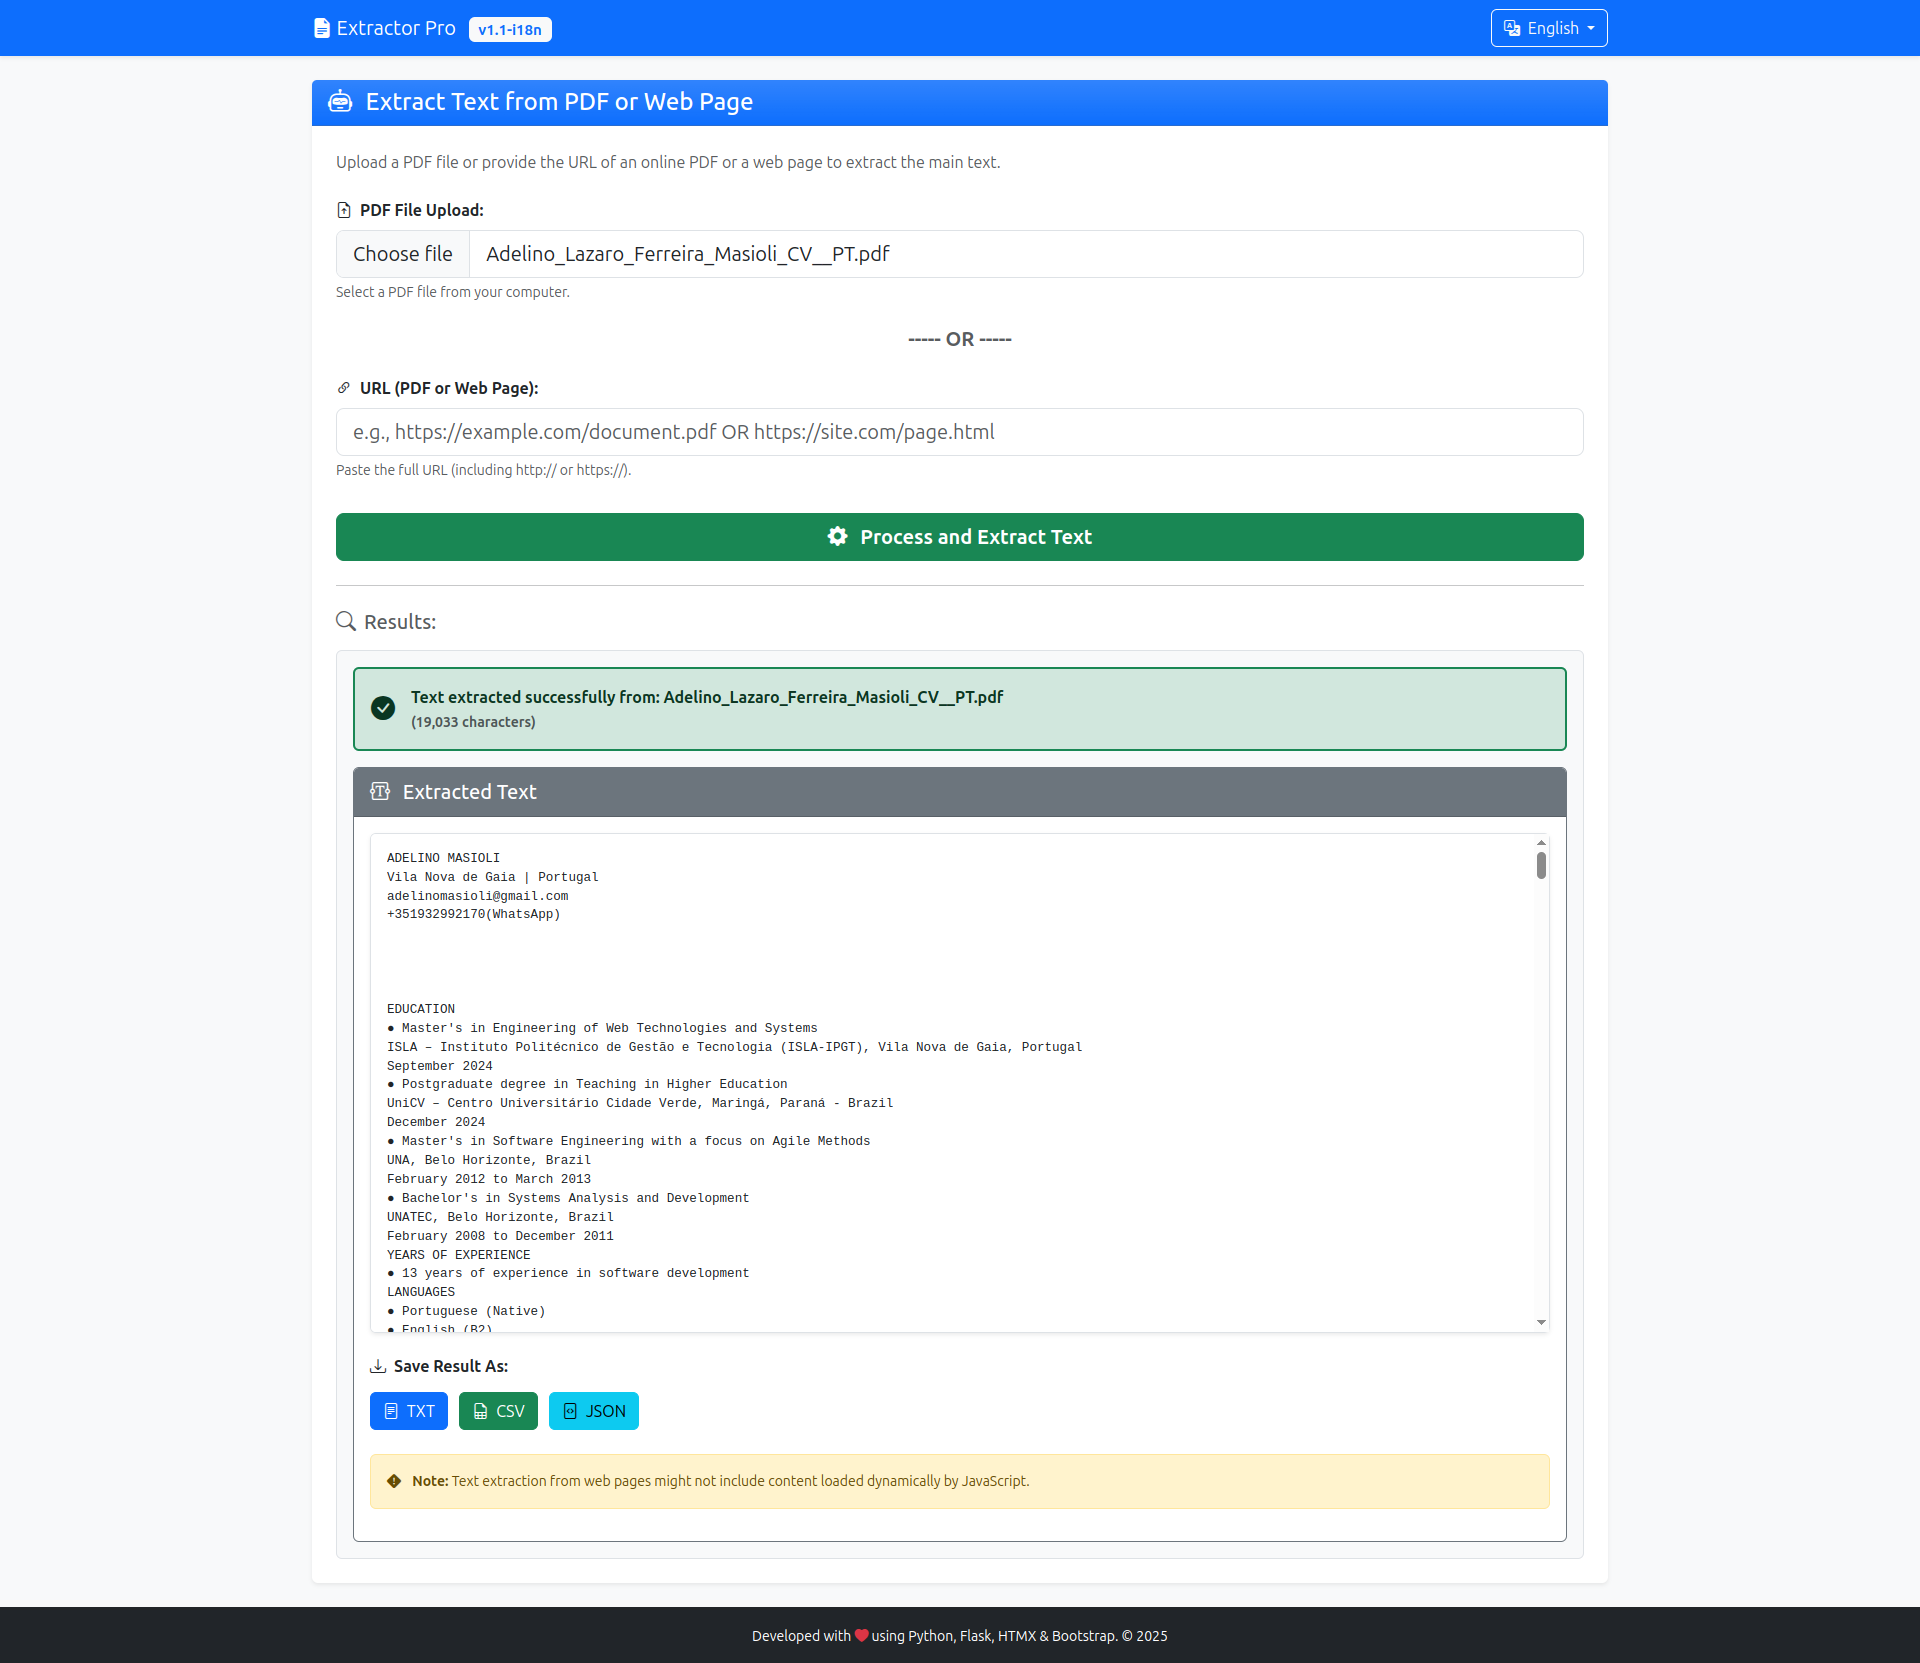 Extractor Pro v1.1-i18n
English
Extract Text from PDF or Web Page
Upload a PDF file or provide the URL of an online PDF or a web page to extract the main text.
PDF File Upload:
Choose file Adelino_Lazaro_Ferreira_Masioli_CV__PT.pdf
Select a PDF file from your computer.
----- OR -----
URL (PDF or Web Page):
e.g., https://example.com/document.pdf OR https://site.com/page.html
Paste the full URL (including http:// or https://).
Process and Extract Text
Results:
Text extracted successfully from: Adelino_Lazaro_Ferreira_Masioli_CV__PT.pdf
(19,033 characters)
Extracted Text
ADELINO MASIOLI
Vila Nova de Gaia | Portugal
adelinomasioli@gmail.com
+351932992170(WhatsApp)
EDUCATION
● Master's in Engineering of Web Technologies and Systems
ISLA – Instituto Politécnico de Gestão e Tecnologia (ISLA-IPGT), Vila Nova de Gaia, Portugal
September 2024
● Postgraduate degree in Teaching in Higher Education
UniCV – Centro Universitário Cidade Verde, Maringá, Paraná - Brazil
December 2024
● Master's in Software Engineering with a focus on Agile Methods
UNA, Belo Horizonte, Brazil
February 2012 to March 2013
● Bachelor's in Systems Analysis and Development
UNATEC, Belo Horizonte, Brazil
February 2008 to December 2011
YEARS OF EXPERIENCE
● 13 years of experience in software development
LANGUAGES
● Portuguese (Native)
● English (B2)
Save Result As:
TXT CSV JSON
Note: Text extraction from web pages might not include content loaded dynamically by JavaScript.
Developed with ❤ using Python, Flask, HTMX & Bootstrap. © 2025